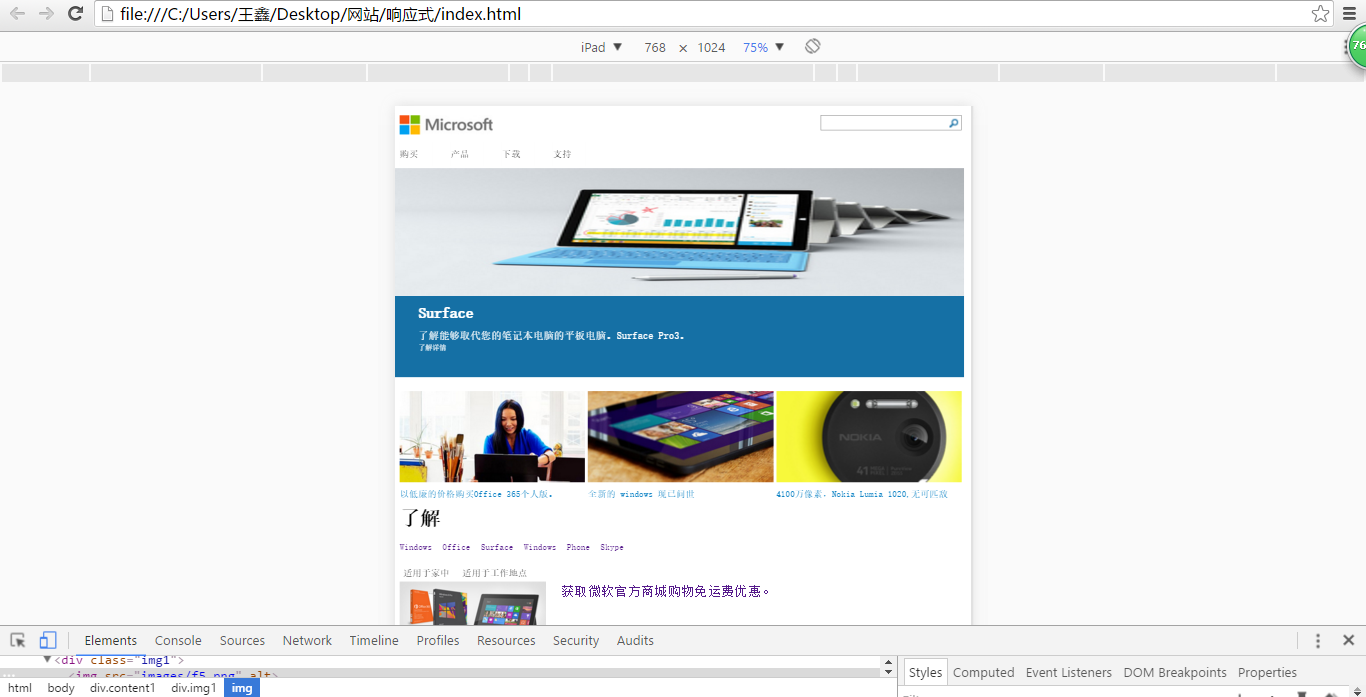 file:///C:/Users/王鑫/Desktop/网站/响应式/index.html
iPad ▼ 768 × 1024 75% ▼
76
Microsoft
购买 产品 下载 支持
Surface
了解能够取代您的笔记本电脑的平板电脑。Surface Pro3。
了解详情
NOKIA
以低廉的价格购买Office 365个人版。 全新的 windows 现已问世 4100万像素，Nokia Lumia 1020,无可匹敌
了解
Windows Office Surface Windows Phone Skype
适用于家中 适用于工作地点
获取微软官方商城购物免运费优惠。
Elements Console Sources Network Timeline Profiles Resources Security Audits
▼<div class="img1">
<img src="images/f5.png" alt>
Styles Computed Event Listeners DOM Breakpoints Properties
html body div.content1 div.img1 img